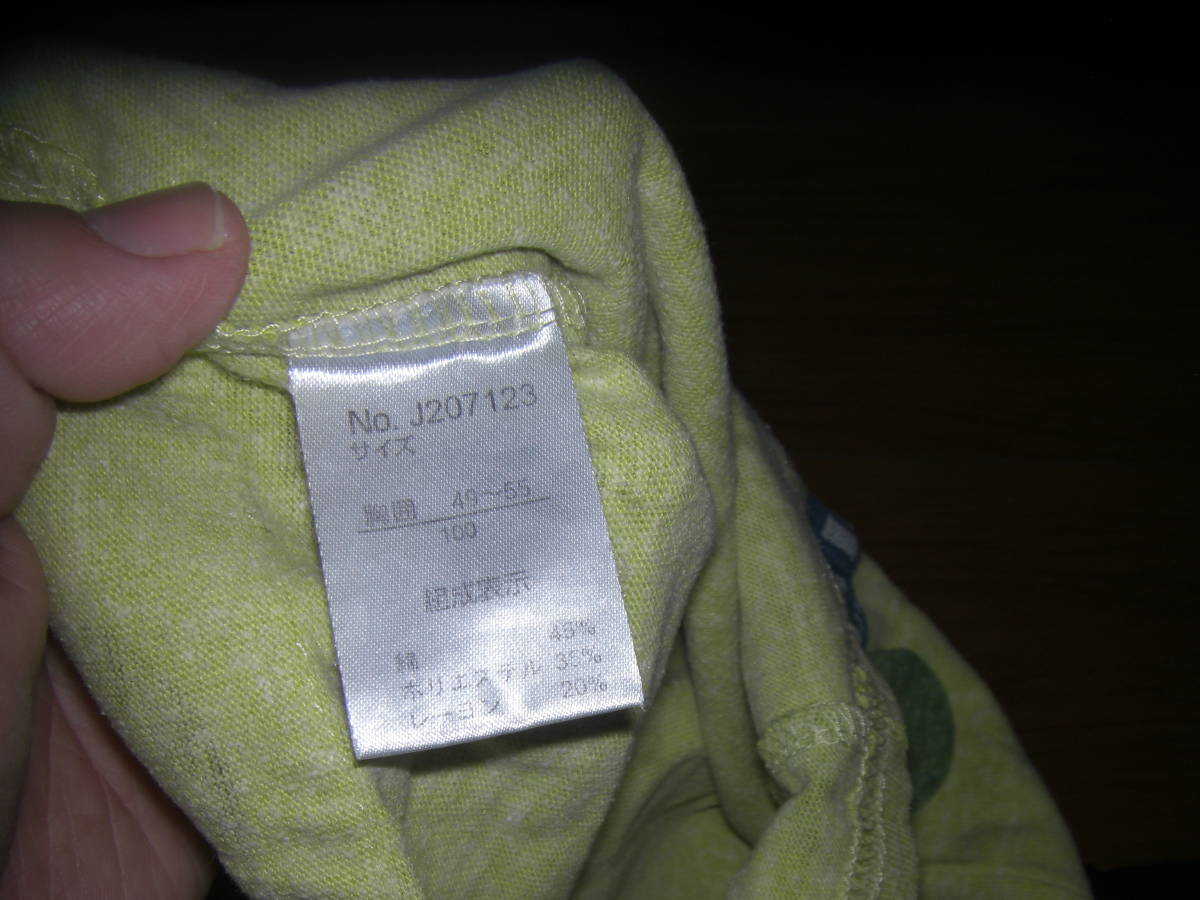 No. J207123
サイズ
胸囲 49～55
100
組成表示
綿 45%
ポリエステル 35%
レーヨン 20%